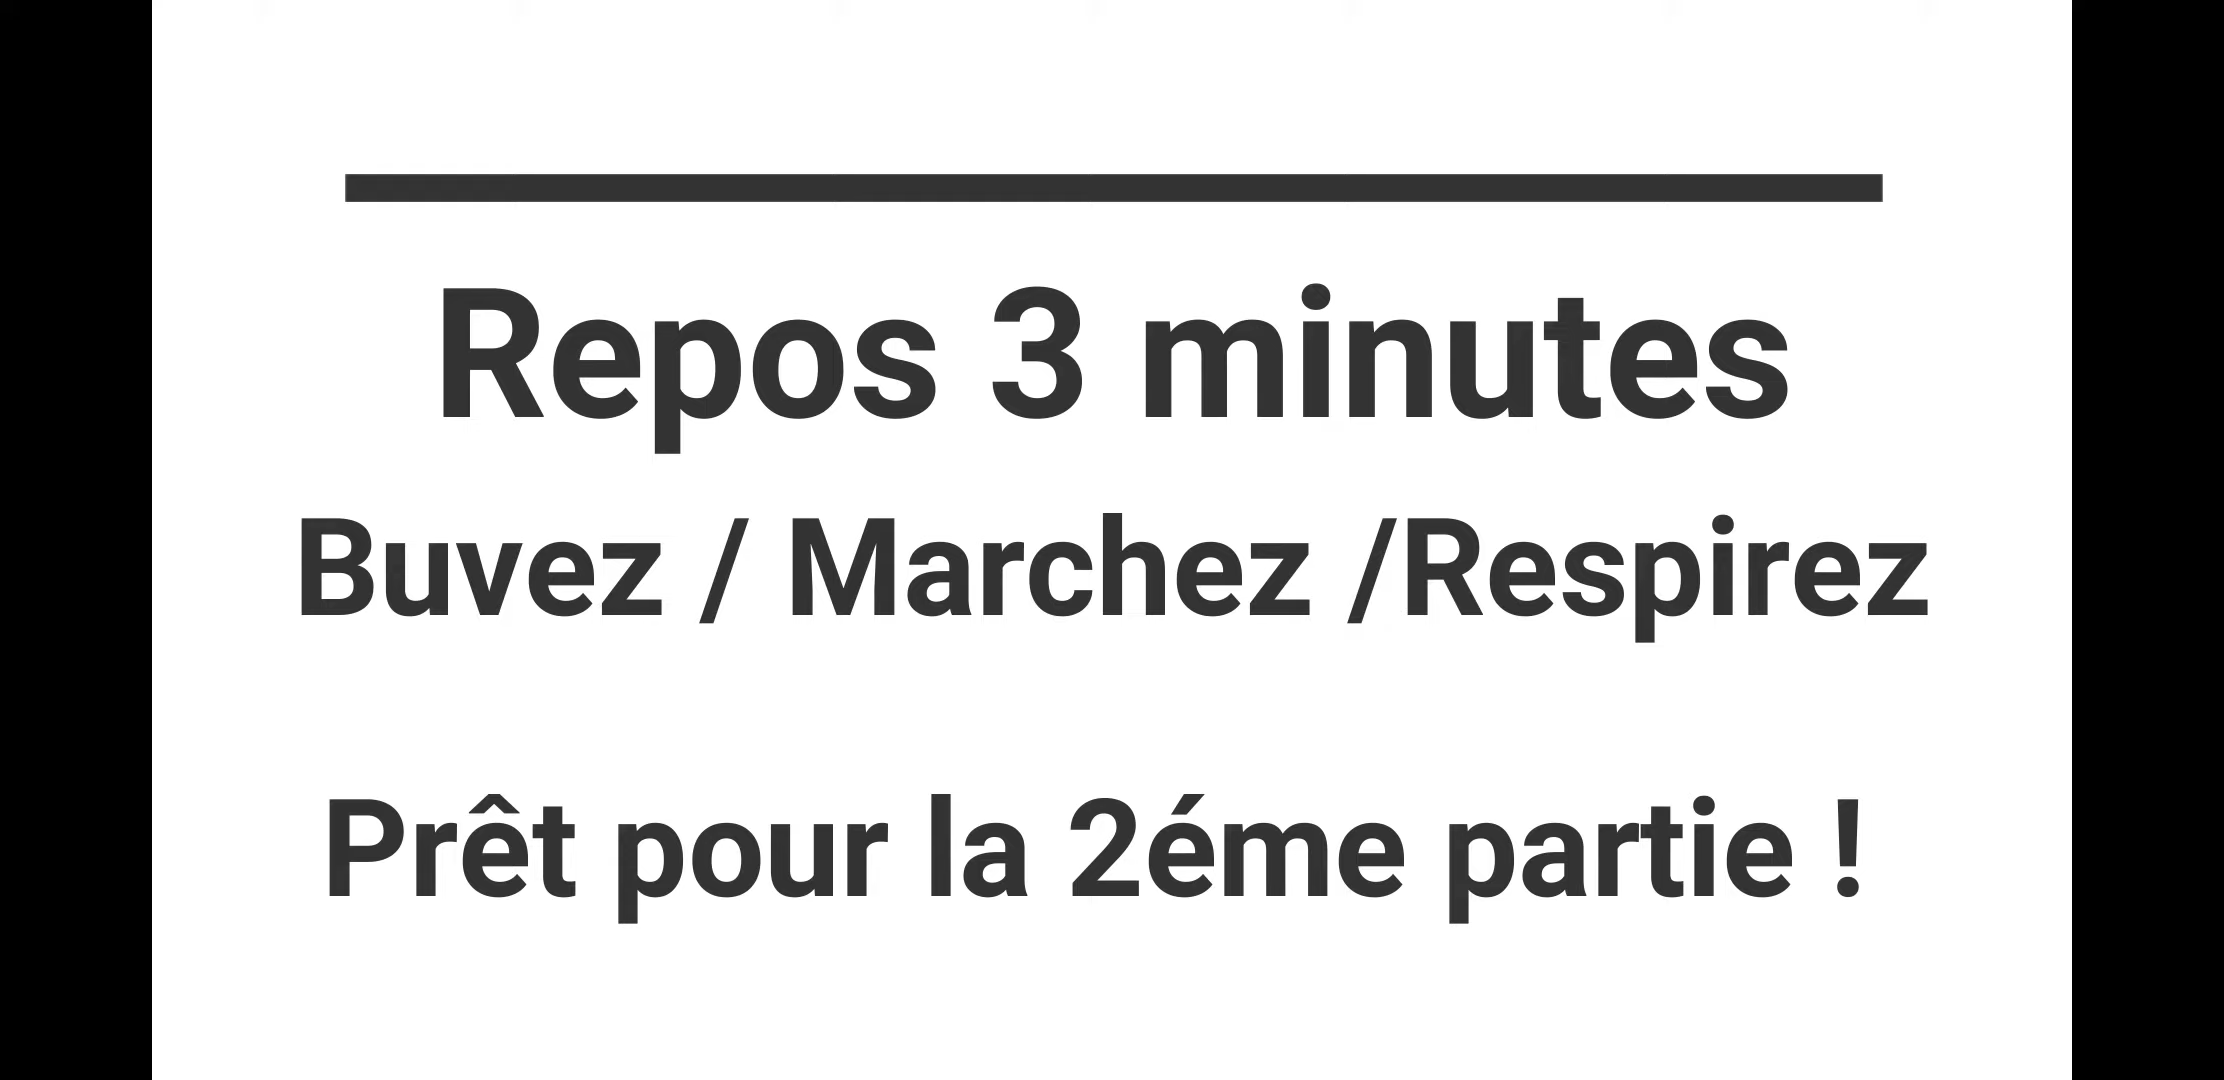 Repos 3 minutes
Buvez / Marchez /Respirez
Prêt pour la 2éme partie !